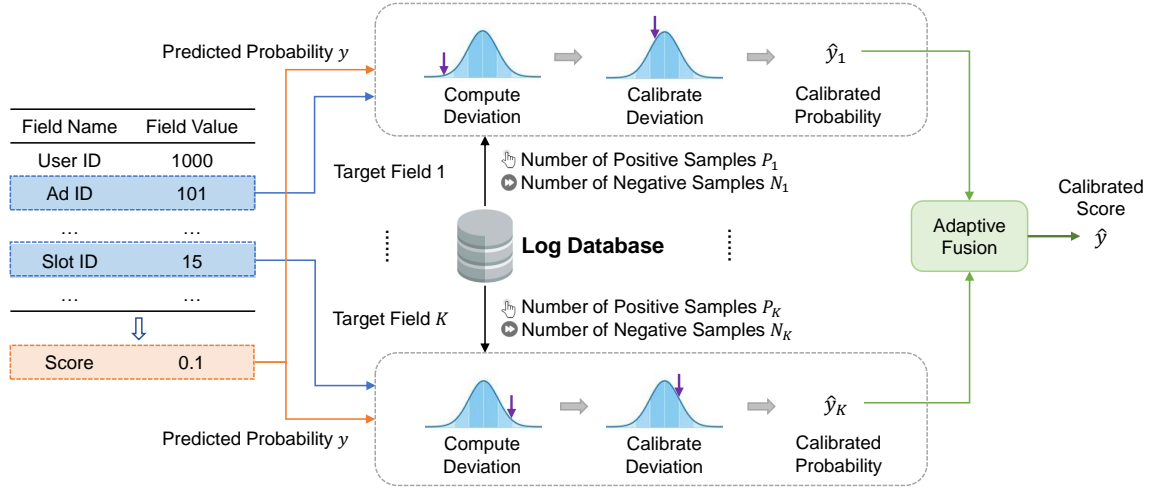 Predicted Probability y
Compute
Deviation
Calibrate
Deviation
ŷ₁
Calibrated
Probability
Field Name Field Value
User ID 1000
Ad ID 101
... ...
Slot ID 15
... ...
Score 0.1
Target Field 1
Number of Positive Samples P₁
Number of Negative Samples N₁
Log Database
Target Field K
Number of Positive Samples P_K
Number of Negative Samples N_K
Adaptive
Fusion
Calibrated
Score
ŷ
Predicted Probability y
Compute
Deviation
Calibrate
Deviation
ŷ_K
Calibrated
Probability